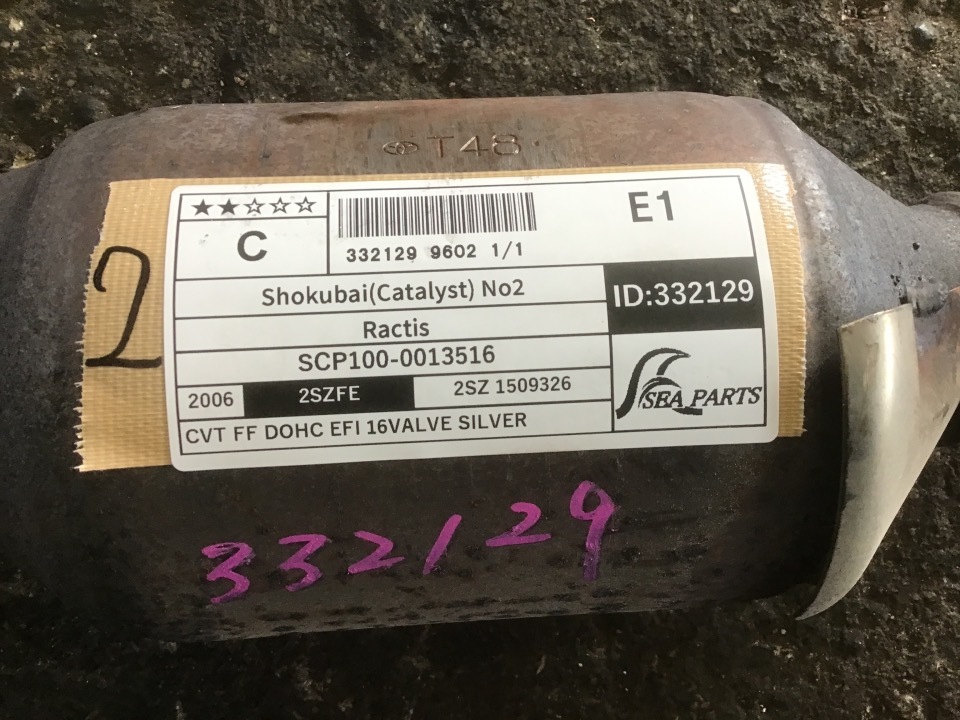 T48
2
★★☆☆☆
C
332129 9602 1/1
E1
Shokubai(Catalyst) No2
ID:332129
Ractis
SCP100-0013516
2006 2SZFE 2SZ 1509326
SEA PARTS
CVT FF DOHC EFI 16VALVE SILVER
332129